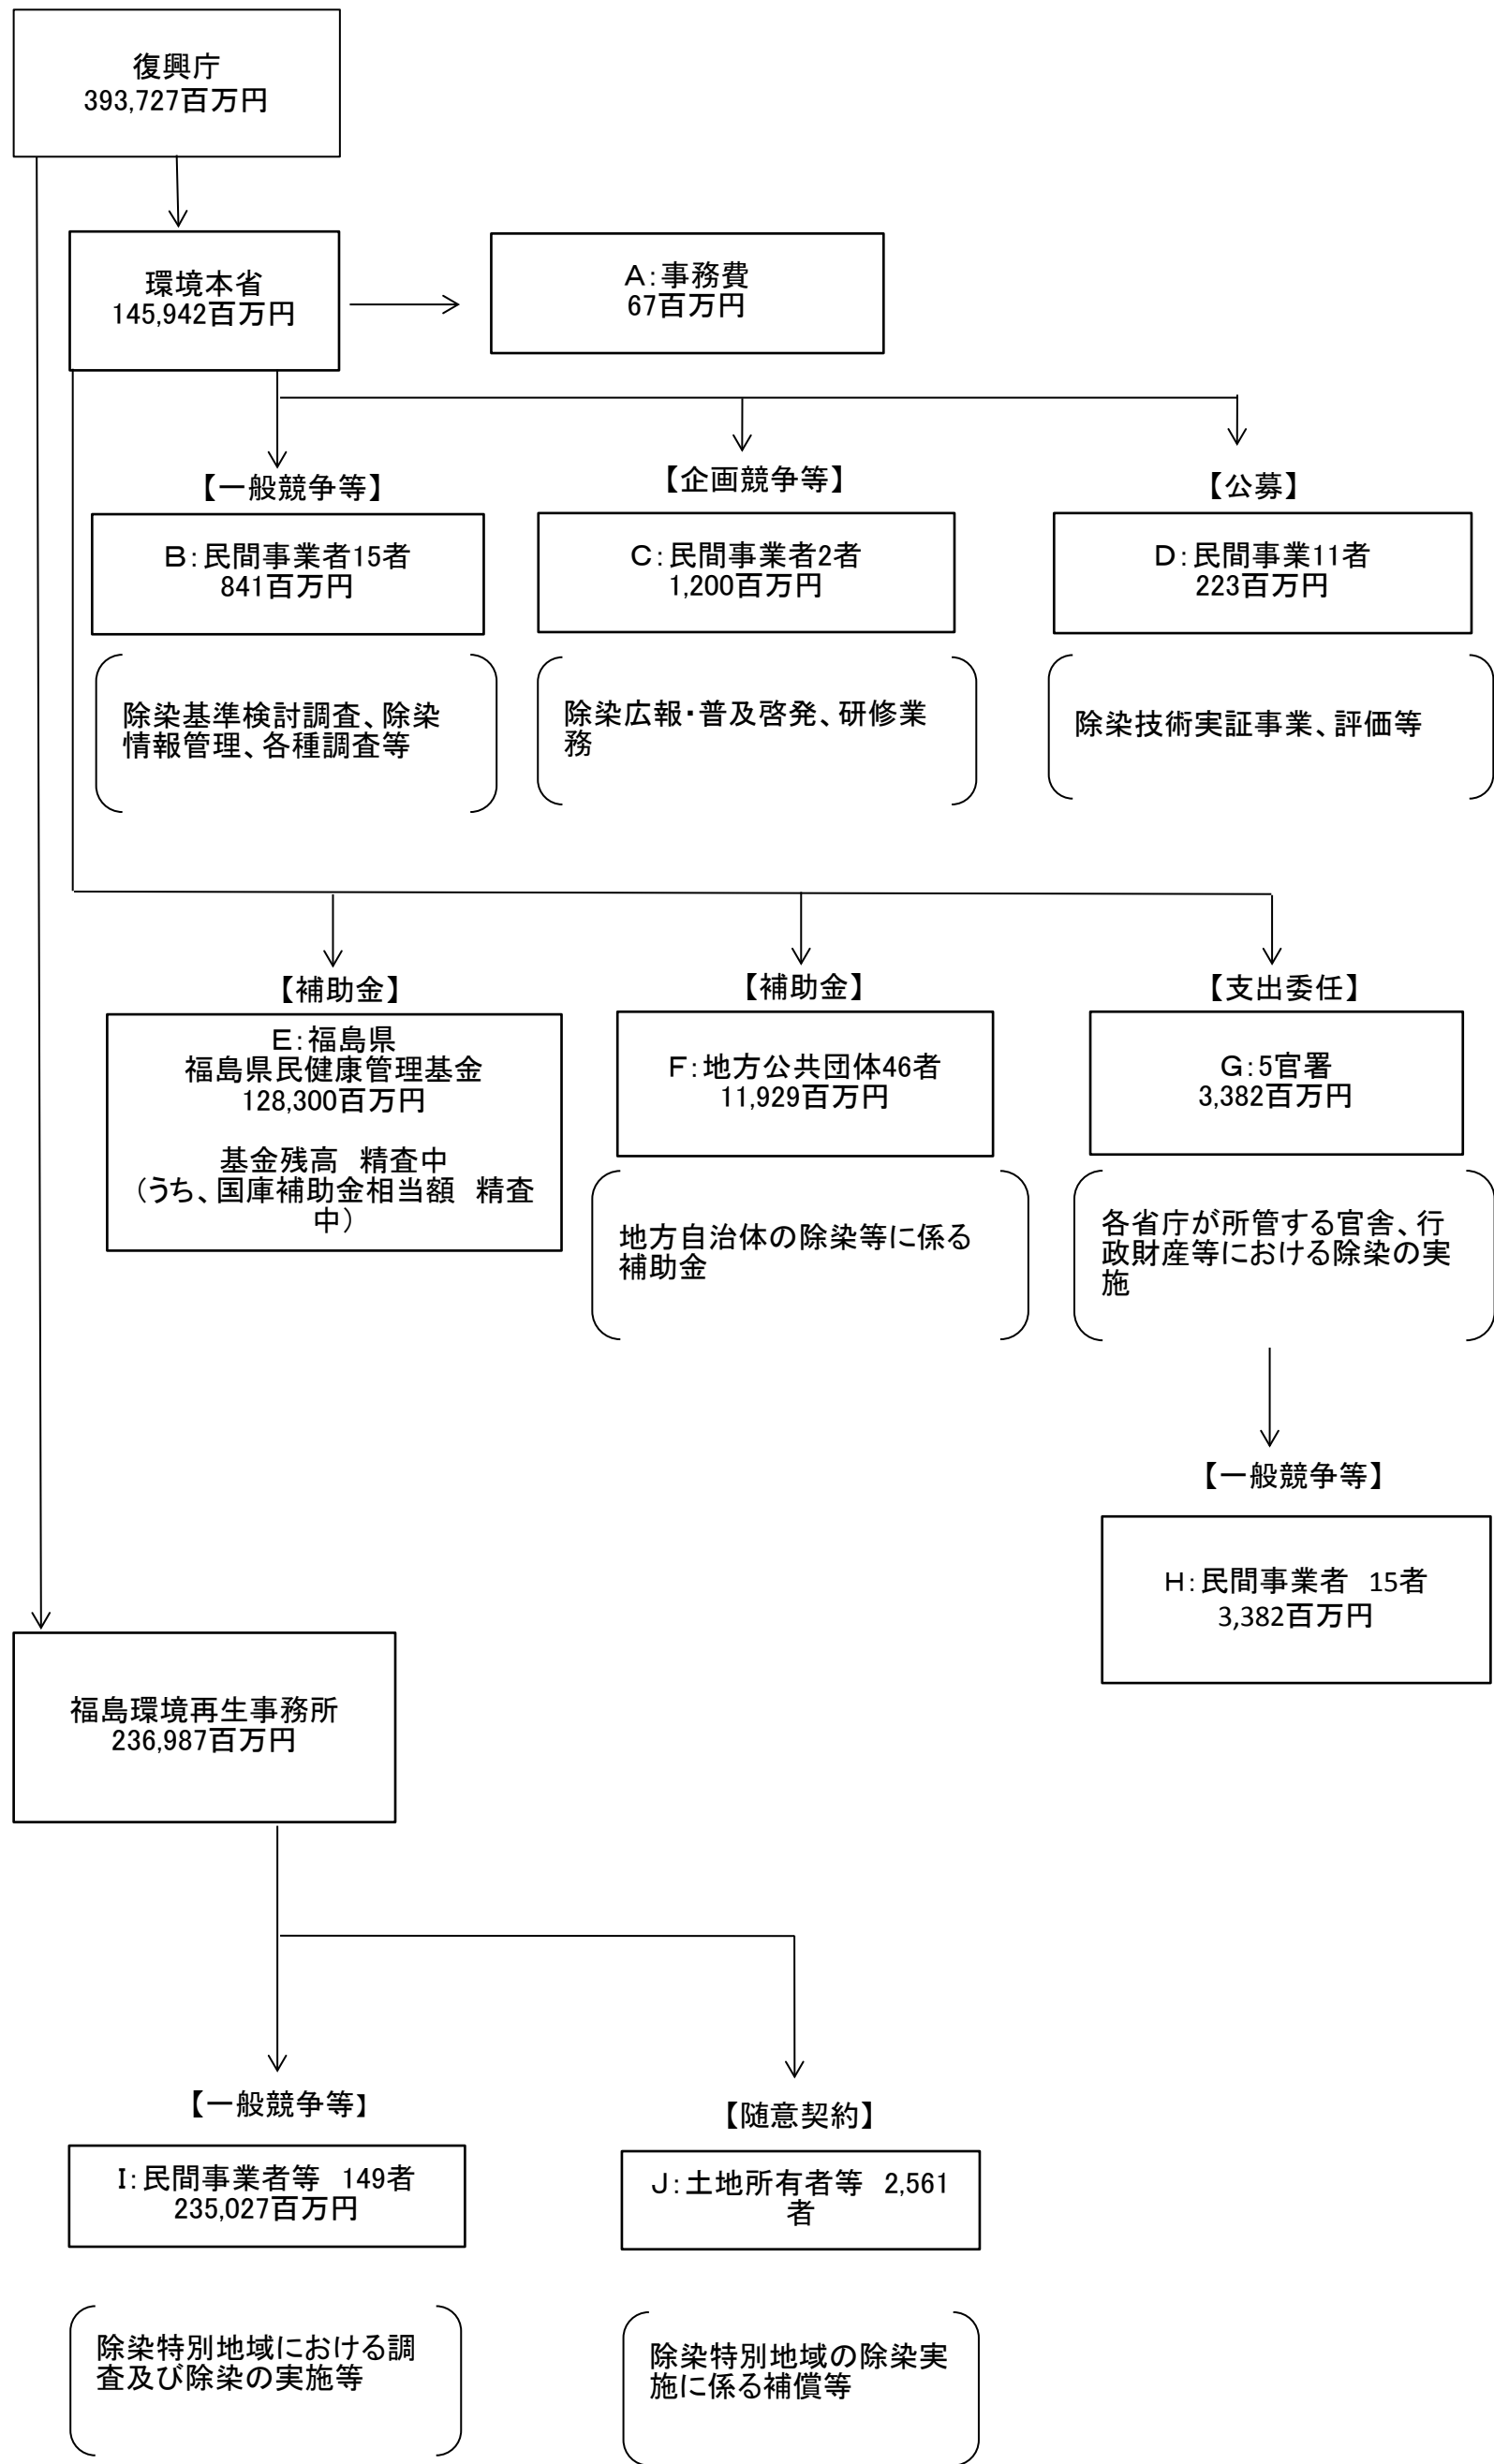 復興庁
393,727百万円
環境本省
145,942百万円
A:事務費
67百万円
【一般競争等】
B:民間事業者15者
841百万円
除染基準検討調査、除染
情報管理、各種調査等
【企画競争等】
C:民間事業者2者
1,200百万円
除染広報・普及啓発、研修業
務
【公募】
D:民間事業11者
223百万円
除染技術実証事業、評価等
【補助金】
E:福島県
福島県民健康管理基金
128,300百万円
基金残高　精査中
(うち、国庫補助金相当額　精査
中)
【補助金】
F:地方公共団体46者
11,929百万円
地方自治体の除染等に係る
補助金
【支出委任】
G:5官署
3,382百万円
各省庁が所管する官舎、行
政財産等における除染の実
施
【一般競争等】
H:民間事業者　15者
3,382百万円
福島環境再生事務所
236,987百万円
【一般競争等】
I:民間事業者等　149者
235,027百万円
除染特別地域における調
査及び除染の実施等
【随意契約】
J:土地所有者等　2,561
者
除染特別地域の除染実
施に係る補償等